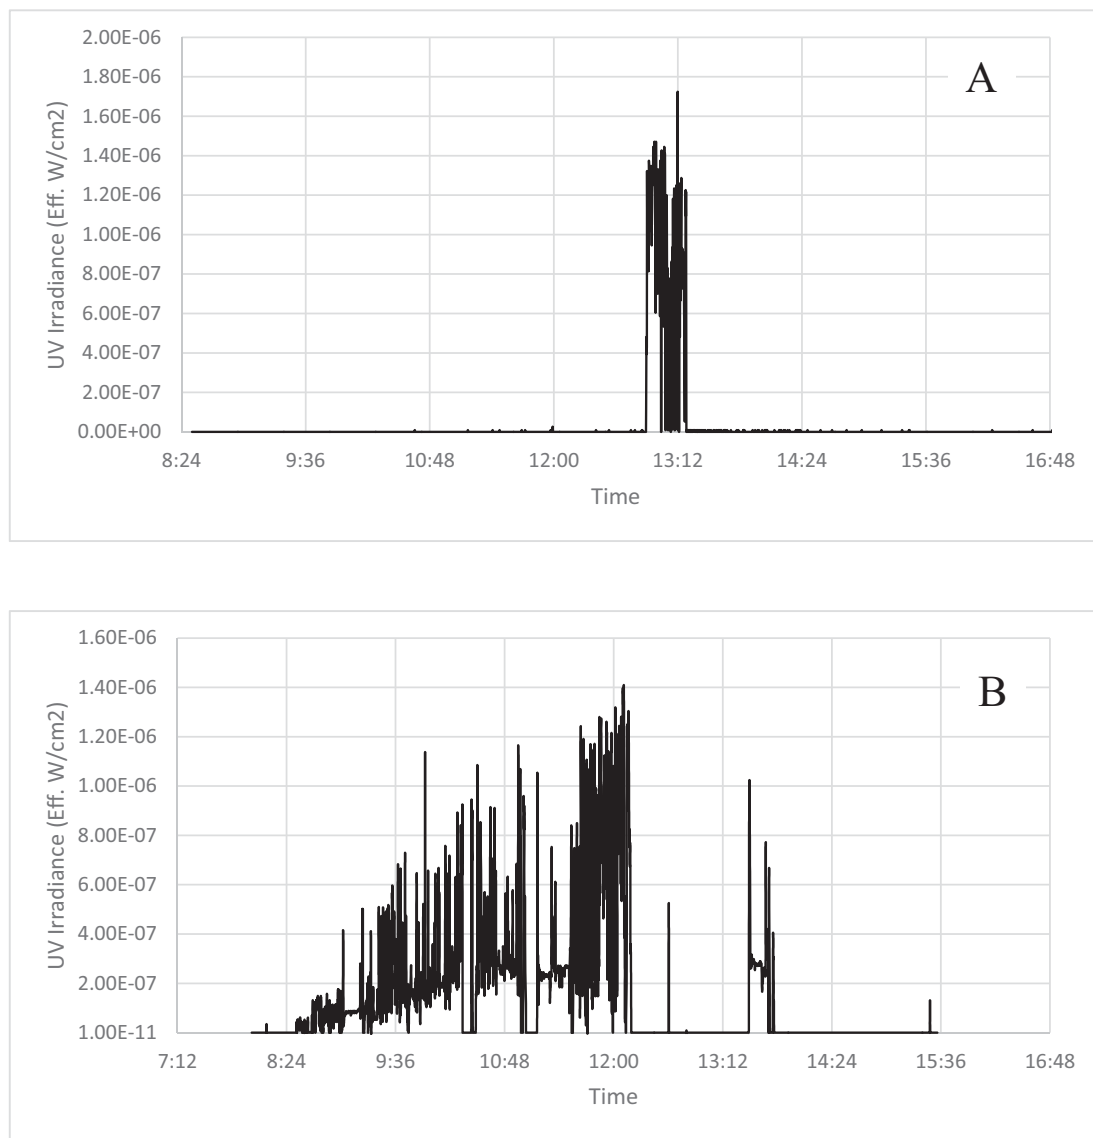 2.00E-06
A
1.80E-06
1.60E-06
1.40E-06
1.20E-06
1.00E-06
8.00E-07
6.00E-07
4.00E-07
2.00E-07
0.00E+00
UV Irradiance (Eff. W/cm2)
8:24 9:36 10:48 12:00 13:12 14:24 15:36 16:48
Time
1.60E-06
B
1.40E-06
1.20E-06
1.00E-06
8.00E-07
6.00E-07
4.00E-07
2.00E-07
1.00E-11
UV Irradiance (Eff. W/cm2)
7:12 8:24 9:36 10:48 12:00 13:12 14:24 15:36 16:48
Time